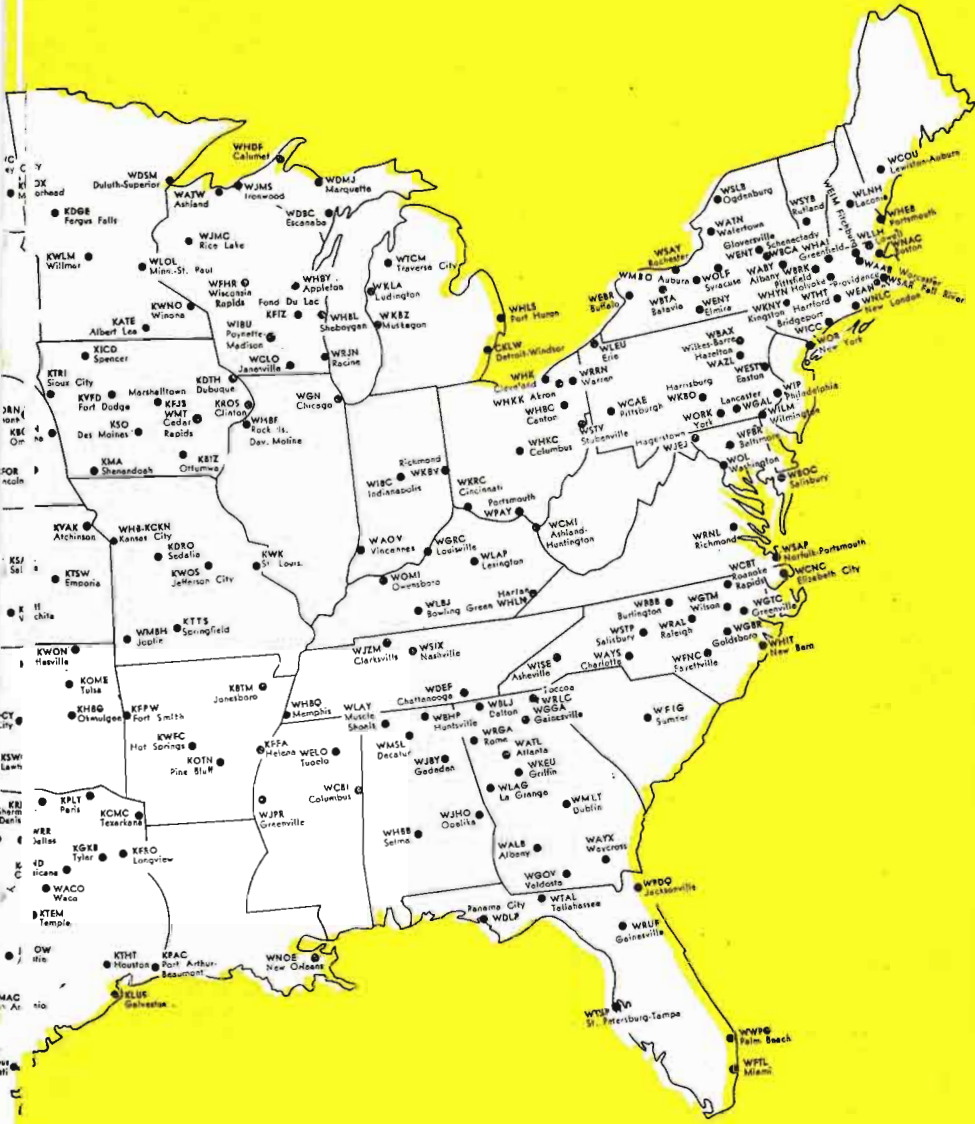 WHDF
Calumet
WDSM
Duluth-Superior
WATW
Ashland
WJMS
Ironwood
WDMJ
Marquette
WDBC
Escanaba
KDGE
Fergus Falls
WJMC
Rice Lake
KWLM
Willmar
WLOL
Minn.-St. Paul
WTCM
Traverse City
WFHR
Wisconsin
Rapids
WHBY
Appleton
Fond Du Lac
KFIZ
WHBL
Sheboygan
WKLA
Ludington
WKBZ
Muskegon
KWNO
Winona
KATE
Albert Lea
WIBU
Poynette-
Madison
WCLO
Janesville
WRJN
Racine
WHLS
Port Huron
CKLW
Detroit-Windsor
KICD
Spencer
KTRI
Sioux City
KVFD
Fort Dodge
Marshalltown
KFJB
WMT
Cedar
Rapids
KDTH
Dubuque
KROS
Clinton
WHBF
Rock Is.
Dav. Moline
WGN
Chicago
KSO
Des Moines
KBIZ
Ottumwa
KMA
Shenandoah
WCOU
Lewiston-Auburn
WSLB
Ogdenburg
WSYB
Rutland
WEIM Fitchburg
WLNH
Laconia
WHEB
Portsmouth
WATN
Watertown
Gloversville
WENT
Schenectady
WBCA
WHAI
Greenfield
WLLH
Lowell
WNAC
Boston
WSAY
Rochester
WMBO Auburn
WOLF
Syracuse
WABY
Albany
WBRK
Pittsfield
WAAB Worcester
WSAR Fall River
Providence
WEAN
WNLC
New London
WEBR
Buffalo
WBTA
Batavia
WENY
Elmira
WHYN
Holyoke
WKNY
Kingston
WTHT
Hartford
Bridgeport
WICC
WOR
New York
WLEU
Erie
WBAX
Wilkes-Barre
Hazelton
WAZL
WEST
Easton
WHK
Cleveland
WRRN
Warren
WHKK Akron
WHBC
Canton
WCAE
Pittsburgh
Harrisburg
WKBO
Lancaster
WGAL
WORK
York
WIP
Philadelphia
WILM
Wilmington
WHKC
Columbus
WSTV
Stubenville
Hagerstown
WJEJ
WFBR
Baltimore
WOL
Washington
WBOC
Salisbury
WIBC
Indianapolis
Richmond
WKBV
WKRC
Cincinnati
Portsmouth
WPAY
WCMI
Ashland-
Huntington
KVAK
Atchinson
WHB-KCKN
Kansas City
KDRO
Sedalia
KWOS
Jefferson City
KWK
St. Louis
WAOV
Vincennes
WGRC
Louisville
WLAP
Lexington
WRNL
Richmond
WSAP
Norfolk-Portsmouth
KTSW
Emporia
WOMI
Owensboro
WLBJ
Bowling Green
Harlan
WHLN
WCBT
Roanoke
Rapids
WCNC
Elizabeth City
WBBB
Burlington
WGTM
Wilson
WGTC
Greenville
WSTP
Salisbury
WRAL
Raleigh
WGBR
Goldsboro
WHIT
New Bern
WMBH
Joplin
KTTS
Springfield
WJZM
Clarksville
WSIX
Nashville
WISE
Asheville
WAYS
Charlotte
WFNC
Fayettville
KOME
Tulsa
KHBG
Okmulgee
KFPW
Fort Smith
KBTM
Jonesboro
WHBQ
Memphis
WLAY
Muscle
Shoals
WDEF
Chattanooga
WBHP
Huntsville
WBLJ
Dalton
Toccoa
WRLC
WGGA
Gainesville
WFIG
Sumter
KWFC
Hot Springs
KOTN
Pine Bluff
KFFA
Helena
WELO
Tupelo
WMSL
Decatur
WRGA
Rome
WJBY
Gadsden
WATL
Atlanta
WKEU
Griffin
WCBI
Columbus
WLAG
La Grange
WMLT
Dublin
KPLT
Paris
KCMC
Texarkana
WJPR
Greenville
WHBB
Selma
WJHO
Opelika
WALB
Albany
WAYX
Waycross
KGKB
Tyler
KFRO
Longview
WGOV
Valdosta
WPDQ
Jacksonville
WACO
Waco
KTEM
Temple
Panama City
WDLP
WTAL
Tallahassee
WRUF
Gainesville
KTHT
Houston
KPAC
Port Arthur-
Beaumont
WNOE
New Orleans
KLUF
Galveston
WTSP
St. Petersburg-Tampa
WWPG
Palm Beach
WFTL
Miami